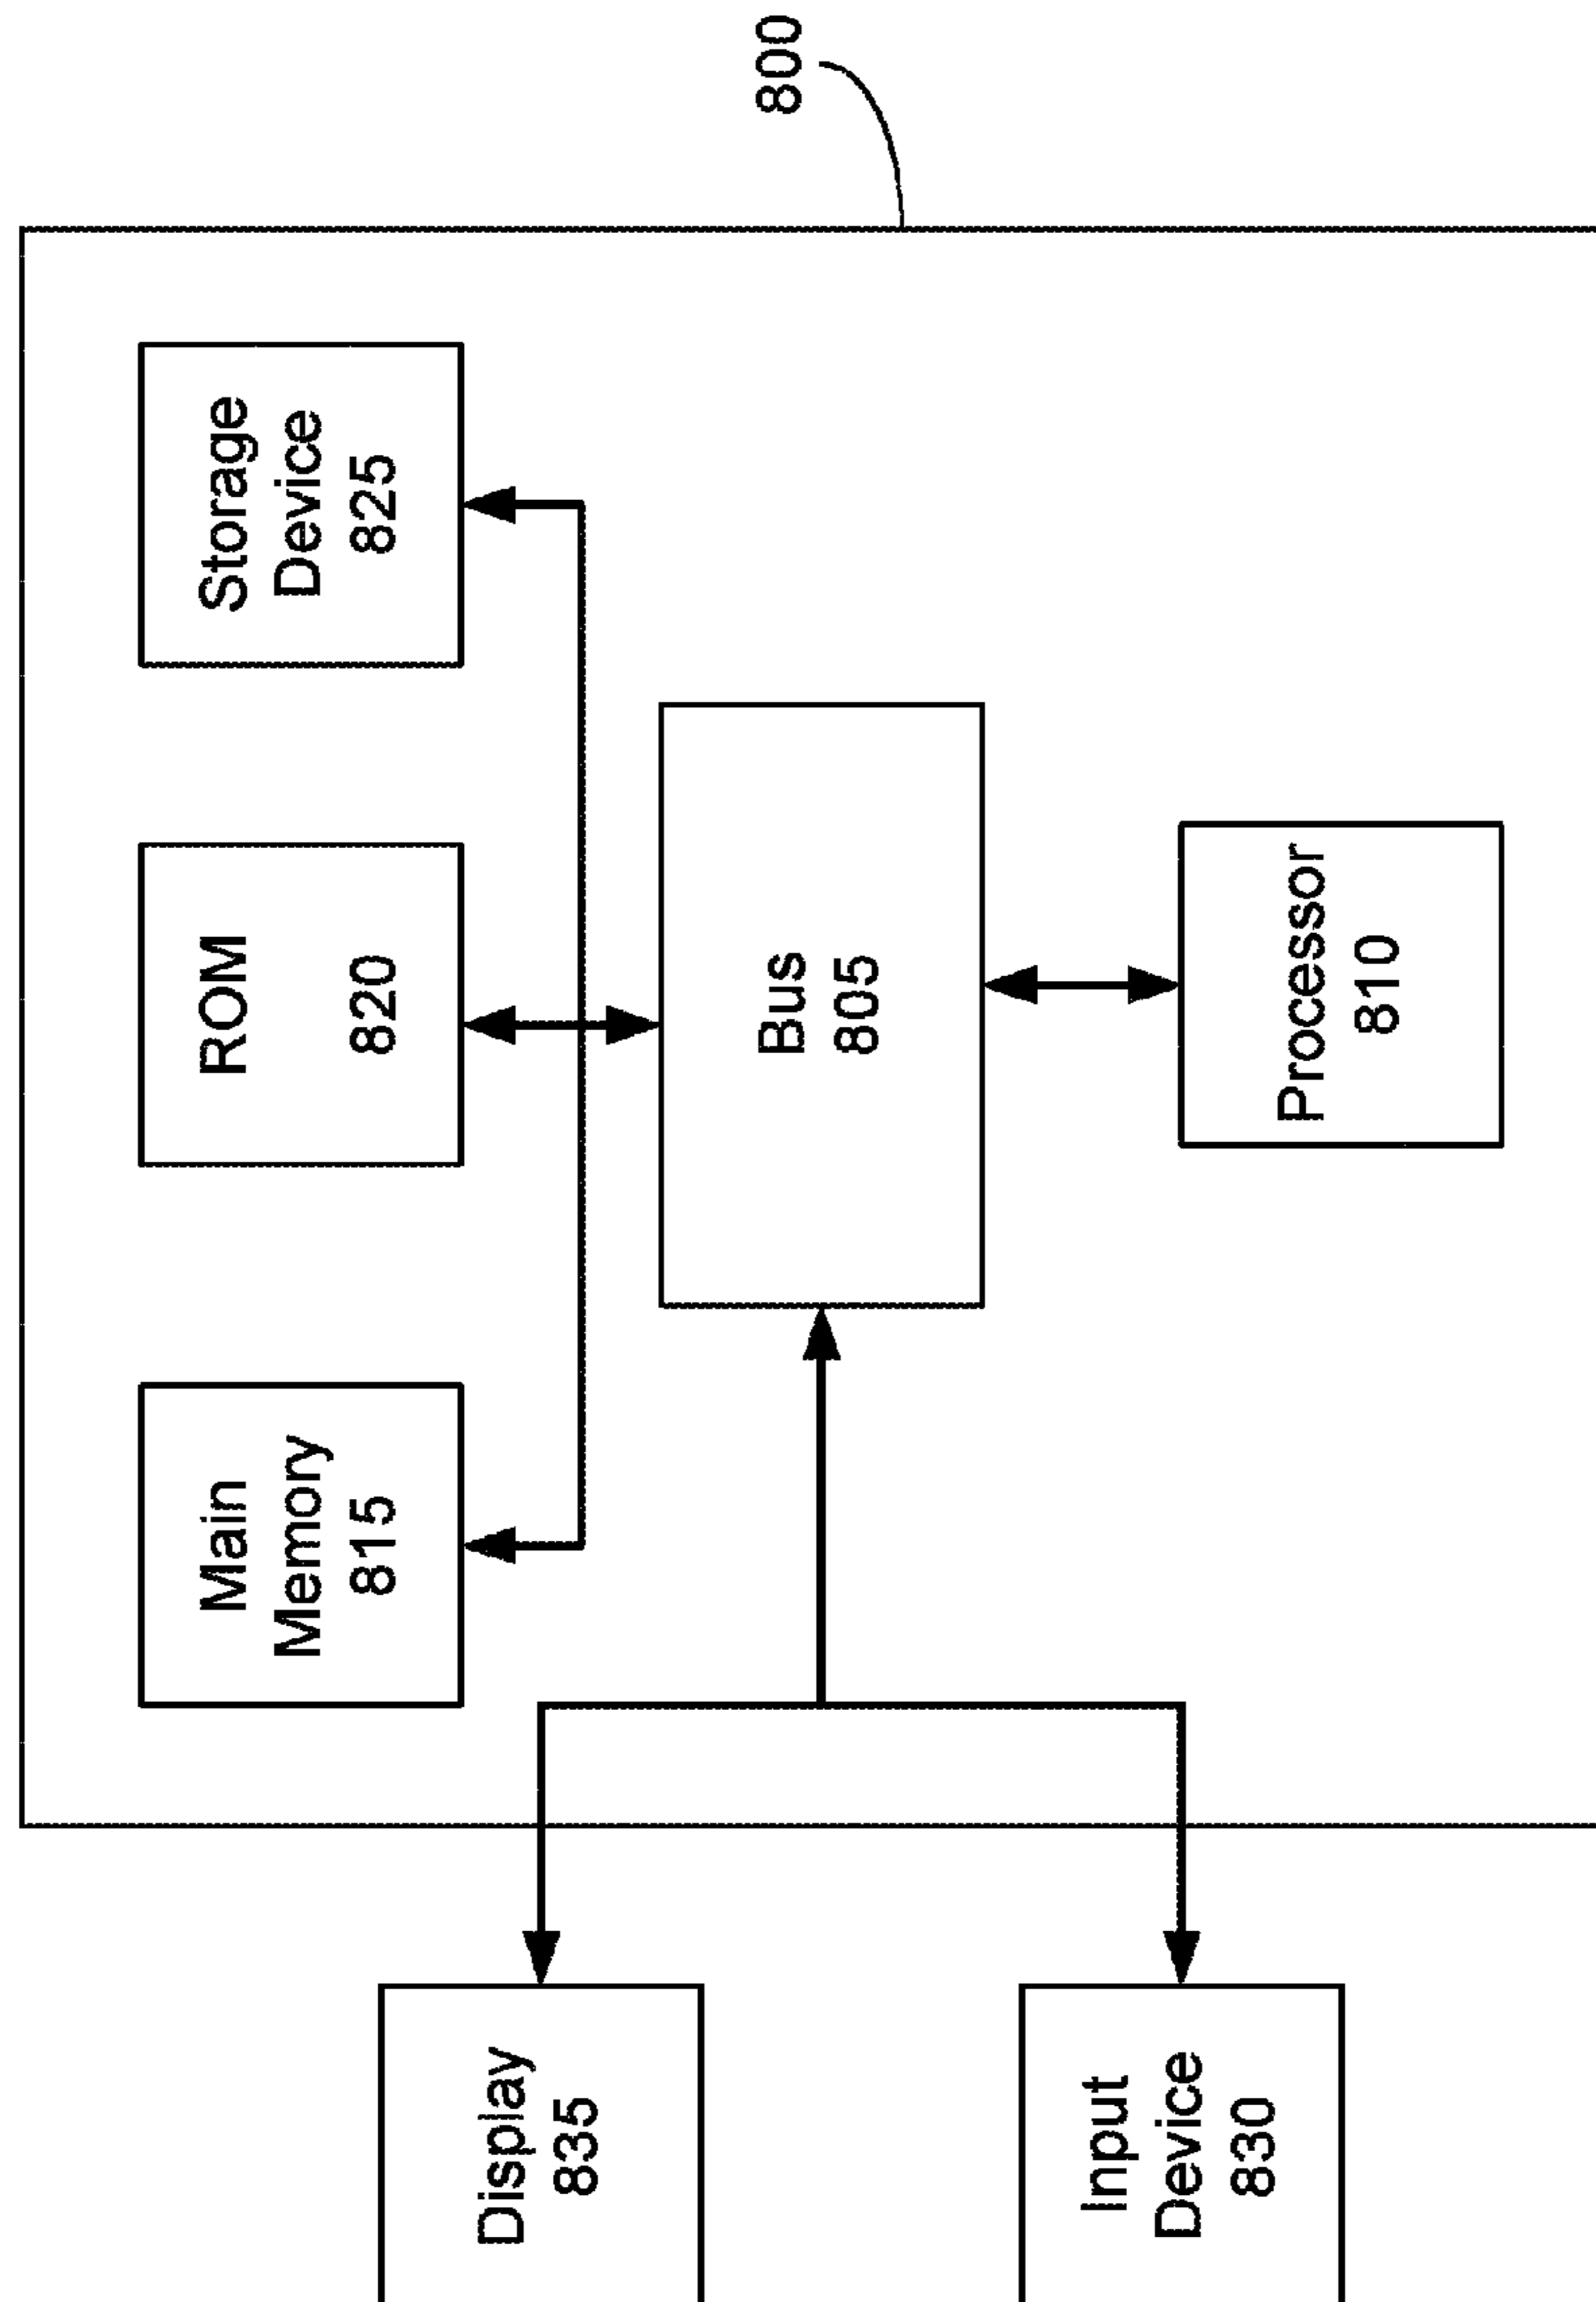 800
Main
Memory
815
ROM
820
Storage
Device
825
Display
835
Bus
805
Input
Device
830
Processor
810